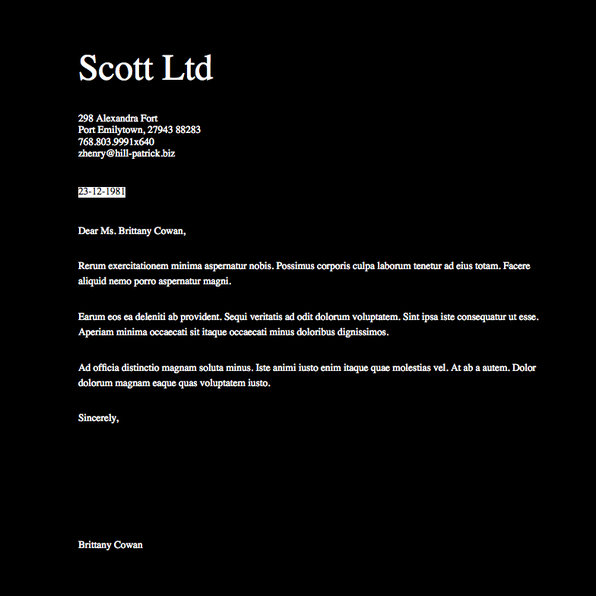 Scott Ltd
298 Alexandra Fort
Port Emilytown, 27943 88283
768.803.9991x640
zhenry@hill-patrick.biz
23-12-1981
Dear Ms. Brittany Cowan,
Rerum exercitationem minima aspernatur nobis. Possimus corporis culpa laborum tenetur ad eius totam. Facere
aliquid nemo porro aspernatur magni.
Earum eos ea deleniti ab provident. Sequi veritatis ad odit dolorum voluptatem. Sint ipsa iste consequatur ut esse.
Aperiam minima occaecati sit itaque occaecati minus doloribus dignissimos.
Ad officia distinctio magnam soluta minus. Iste animi iusto enim itaque quae molestias vel. At ab a autem. Dolor
dolorum magnam eaque quas voluptatem iusto.
Sincerely,
Brittany Cowan